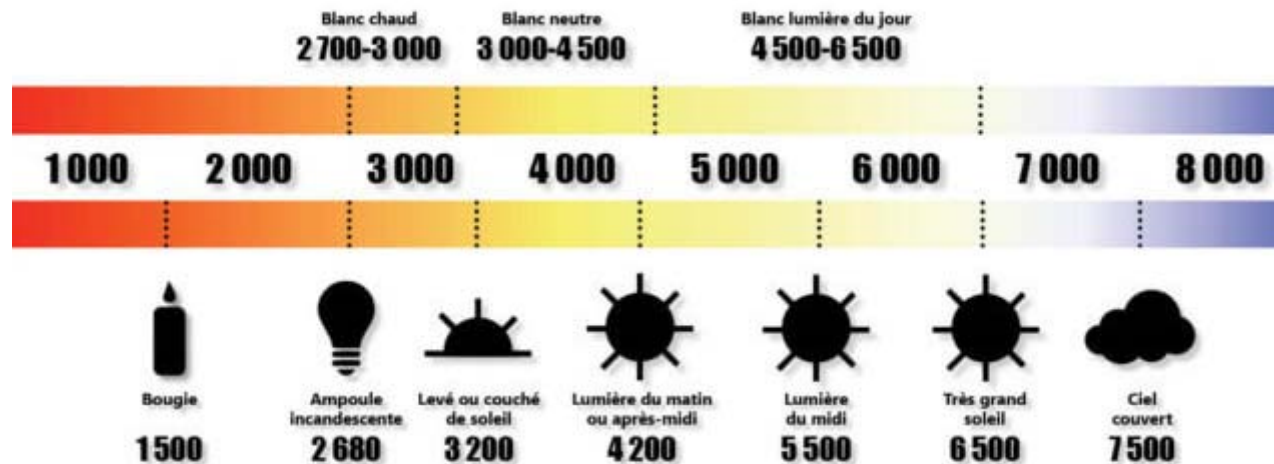 Blanc chaud
2 700-3 000
Blanc neutre
3 000-4 500
Blanc lumière du jour
4 500-6 500
1 000 2 000 3 000 4 000 5 000 6 000 7 000 8 000
Bougie
1 500
Ampoule
incandescente
2 680
Levé ou couché
de soleil
3 200
Lumière du matin
ou après-midi
4 200
Lumière
du midi
5 500
Très grand
soleil
6 500
Ciel
couvert
7 500